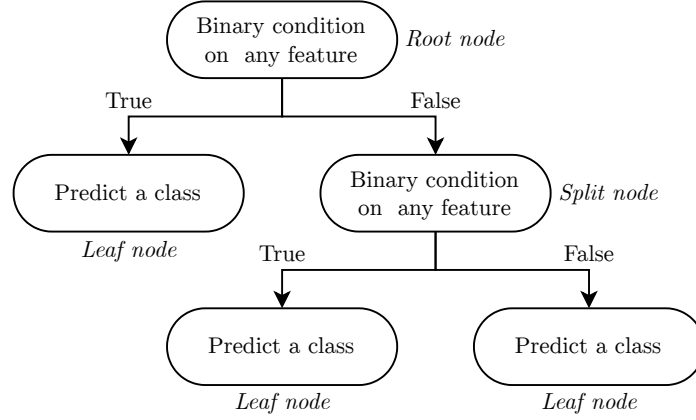 Binary condition
on any feature
Root node
True
False
Predict a class
Leaf node
Binary condition
on any feature
Split node
True
False
Predict a class
Leaf node
Predict a class
Leaf node